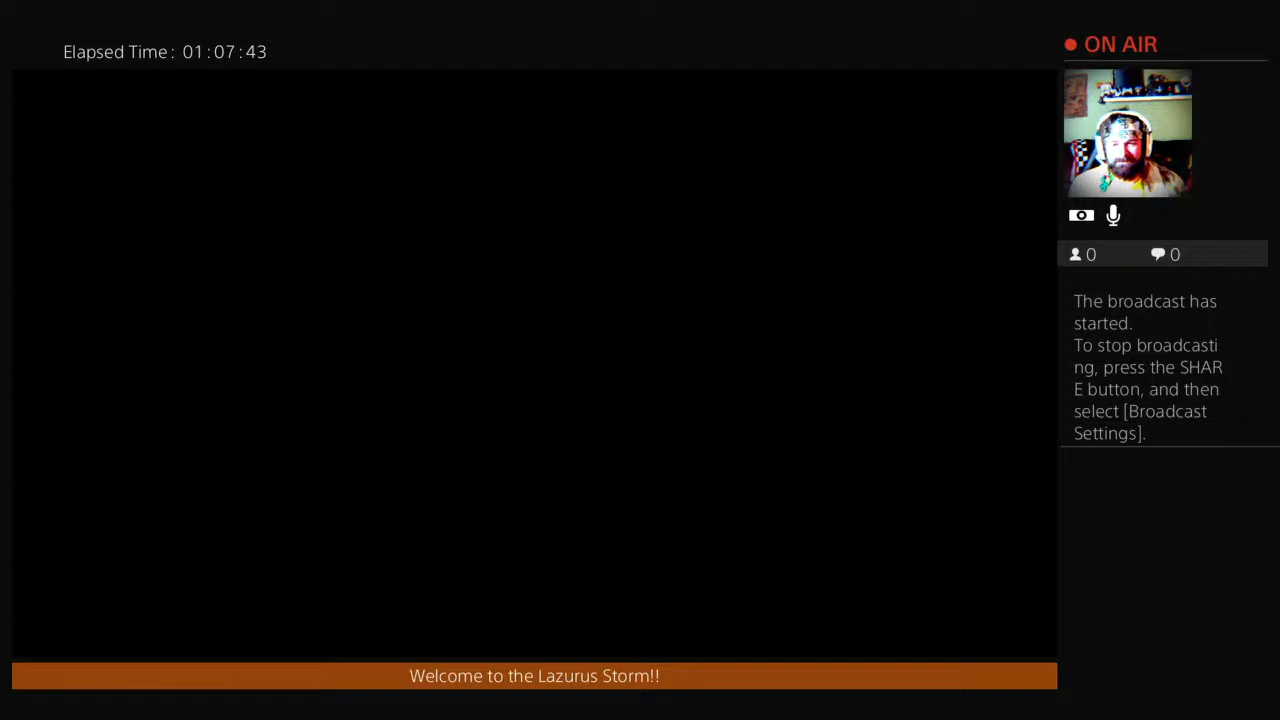 Elapsed Time: 01:07:43
ON AIR
0 0
The broadcast has
started.
To stop broadcasti
ng, press the SHAR
E button, and then
select [Broadcast
Settings].
Welcome to the Lazurus Storm!!